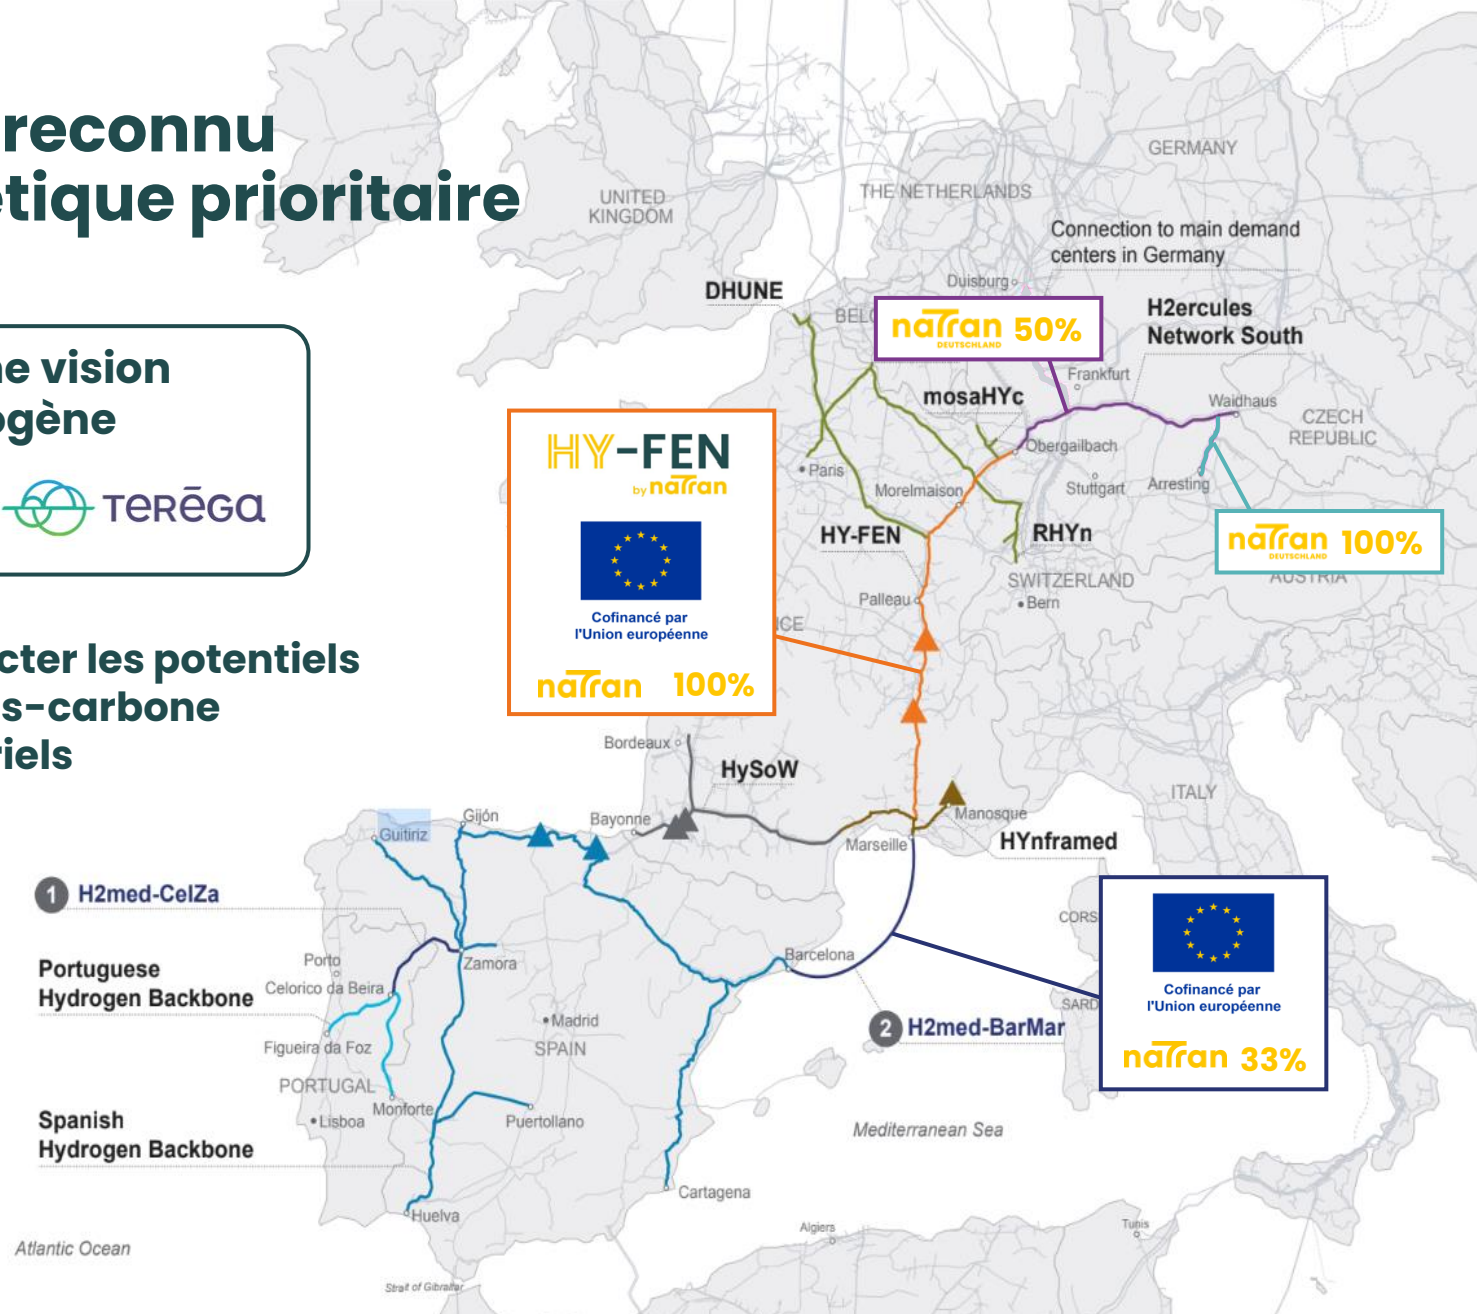 reconnu
étique prioritaire
ne vision
ogène
TERĒGA
cter les potentiels
s-carbone
riels
UNITED
KINGDOM
THE NETHERLANDS
GERMANY
Connection to main demand
centers in Germany
Duisburg
DHUNE
BELG
naTran 50%
DEUTSCHLAND
H2ercules
Network South
Frankfurt
mosaHYc
Waidhaus
CZECH
REPUBLIC
Obergailbach
Paris
Morelmaison
Stuttgart
Arresting
HY-FEN
by naTran
Cofinancé par
l'Union européenne
naTran 100%
HY-FEN
RHYn
naTran 100%
DEUTSCHLAND
AUSTRIA
SWITZERLAND
Bern
Palleau
NCE
Bordeaux
HySoW
ITALY
Gijón
Guitiriz
Bayonne
Marseille
Manosque
HYnframed
1 H2med-CelZa
CORS
Cofinancé par
l'Union européenne
naTran 33%
Porto
Zamora
Barcelona
Portuguese
Hydrogen Backbone
Celorico da Beira
SARD
2 H2med-BarMar
Madrid
SPAIN
Figueira da Foz
PORTUGAL
Monforte
Lisboa
Puertollano
Spanish
Hydrogen Backbone
Mediterranean Sea
Cartagena
Huelva
Algiers
Tunis
Atlantic Ocean
Strait of Gibraltar